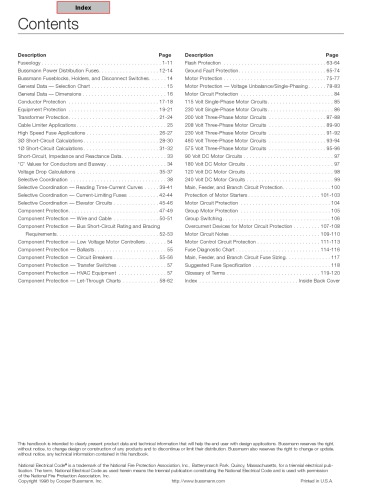 Index
Contents
Description Page
Fuseology 1-11
Bussmann Power Distribution Fuses 12-14
Bussmann Fuseblocks, Holders, and Disconnect Switches 14
General Data — Selection Chart 15
General Data — Dimensions 16
Conductor Protection 17-18
Equipment Protection 19-21
Transformer Protection 21-24
Cable Limiter Applications 25
High Speed Fuse Applications 26-27
3Ø Short-Circuit Calculations 28-30
1Ø Short-Circuit Calculations 31-32
Short-Circuit, Impedance and Reactance Data 33
"C" Values for Conductors and Busway 34
Voltage Drop Calculations 35-37
Selective Coordination 38
Selective Coordination — Reading Time-Current Curves 39-41
Selective Coordination — Current-Limiting Fuses 42-44
Selective Coordination — Elevator Circuits 45-46
Component Protection 47-49
Component Protection — Wire and Cable 50-51
Component Protection — Bus Short-Circuit Rating and Bracing
Requirements 52-53
Component Protection — Low Voltage Motor Controllers 54
Component Protection — Ballasts 55
Component Protection — Circuit Breakers 55-56
Component Protection — Transfer Switches 57
Component Protection — HVAC Equipment 57
Component Protection — Let-Through Charts 58-62
Description Page
Flash Protection 63-64
Ground Fault Protection 65-74
Motor Protection 75-77
Motor Protection — Voltage Unbalance/Single-Phasing 78-83
Motor Circuit Protection 84
115 Volt Single-Phase Motor Circuits 85
230 Volt Single-Phase Motor Circuits 86
200 Volt Three-Phase Motor Circuits 87-88
208 Volt Three-Phase Motor Circuits 89-90
230 Volt Three-Phase Motor Circuits 91-92
460 Volt Three-Phase Motor Circuits 93-94
575 Volt Three-Phase Motor Circuits 95-96
90 Volt DC Motor Circuits 97
180 Volt DC Motor Circuits 97
120 Volt DC Motor Circuits 98
240 Volt DC Motor Circuits 99
Main, Feeder, and Branch Circuit Protection 100
Protection of Motor Starters 101-103
Motor Circuit Protection 104
Group Motor Protection 105
Group Switching 106
Overcurrent Devices for Motor Circuit Protection 107-108
Motor Circuit Notes 109-110
Motor Control Circuit Protection 111-113
Fuse Diagnostic Chart 114-116
Main, Feeder, and Branch Circuit Fuse Sizing 117
Suggested Fuse Specification 118
Glossary of Terms 119-120
Index Inside Back Cover
This handbook is intended to clearly present product data and technical information that will help the end user with design applications. Bussmann reserves the right,
without notice, to change design or construction of any products and to discontinue or limit their distribution. Bussmann also reserves the right to change or update,
without notice, any technical information contained in this handbook.
National Electrical Code® is a trademark of the National Fire Protection Association, Inc., Batterymarch Park, Quincy, Massachusetts, for a triennial electrical pub-
lication. The term, National Electrical Code as used herein means the triennial publication constituting the National Electrical Code and is used with permission
of the National Fire Protection Association, Inc.
Copyright 1998 by Cooper Bussmann, Inc. http://www.bussmann.com Printed in U.S.A.